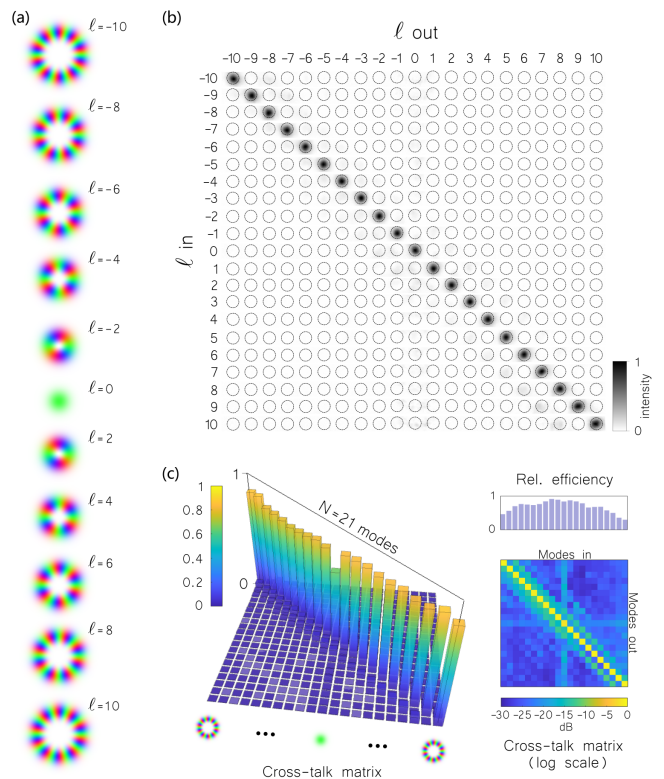 (a)
ℓ=-10
ℓ=-8
ℓ=-6
ℓ=-4
ℓ=-2
ℓ=0
ℓ=2
ℓ=4
ℓ=6
ℓ=8
ℓ=10
(b)
ℓ out
-10 -9 -8 -7 -6 -5 -4 -3 -2 -1 0 1 2 3 4 5 6 7 8 9 10
ℓ in
-10
-9
-8
-7
-6
-5
-4
-3
-2
-1
0
1
2
3
4
5
6
7
8
9
10
1
0
intensity
(c)
1
0.8
0.6
0.4
0.2
0
1
0
N=21 modes
Cross-talk matrix
Rel. efficiency
1
0
Modes in
Modes out
-30 -25 -20 -15 -10 -5 0
dB
Cross-talk matrix
(log scale)